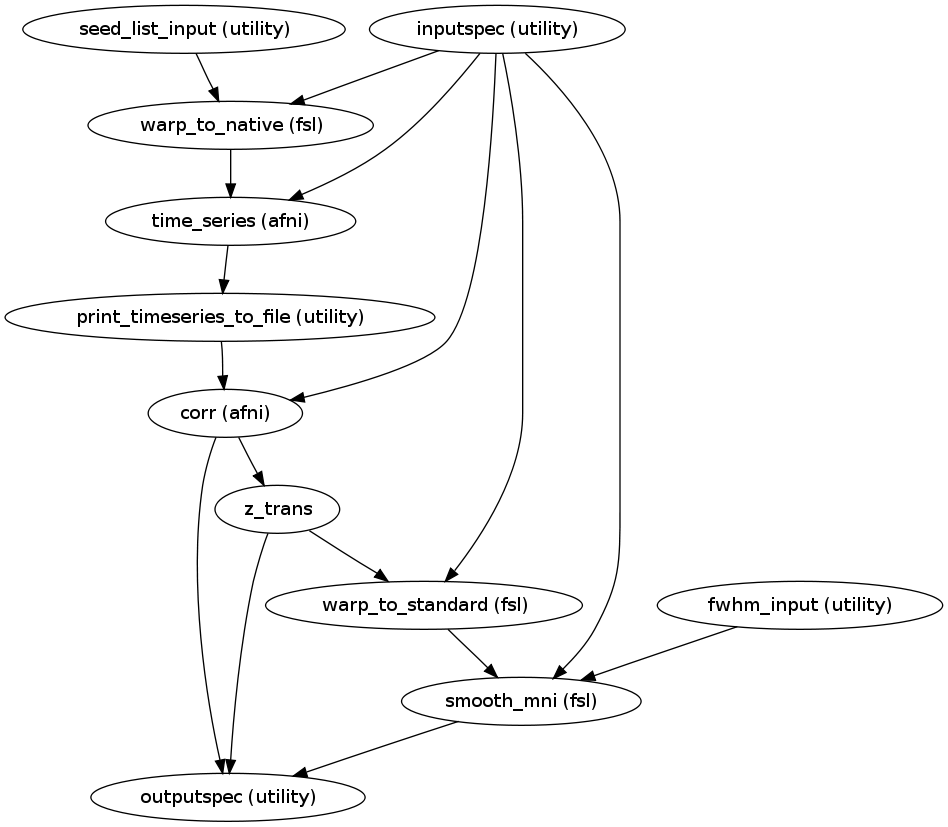 seed_list_input (utility)
inputspec (utility)
warp_to_native (fsl)
time_series (afni)
print_timeseries_to_file (utility)
corr (afni)
z_trans
warp_to_standard (fsl)
fwhm_input (utility)
smooth_mni (fsl)
outputspec (utility)